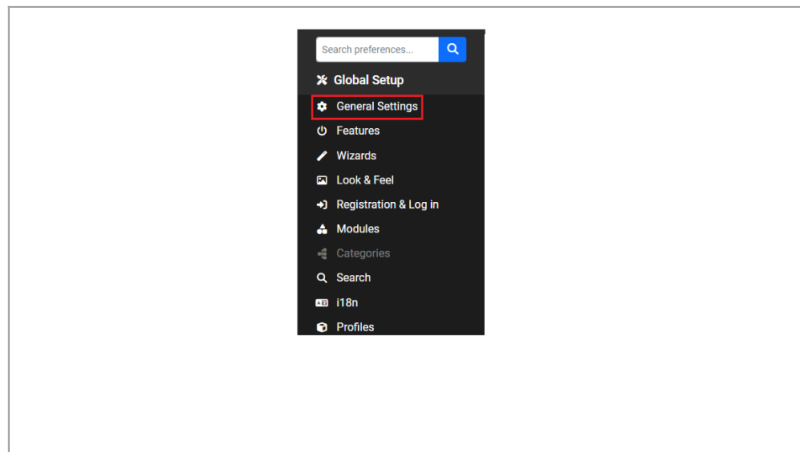 Search preferences...
Global Setup
General Settings
Features
Wizards
Look & Feel
Registration & Log in
Modules
Categories
Search
i18n
Profiles